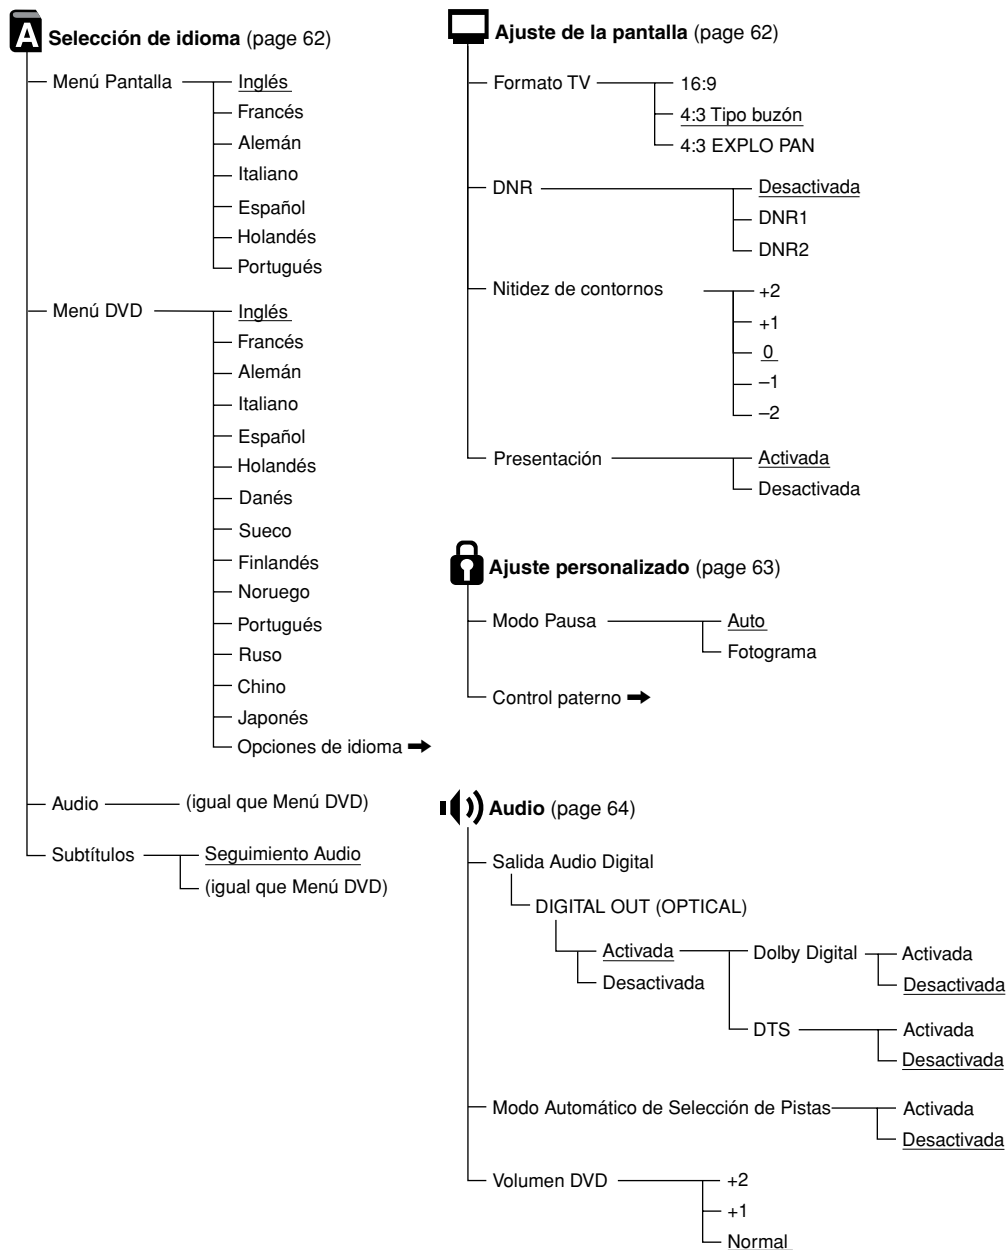 A Selección de idioma (page 62)
Menú Pantalla
Inglés
Francés
Alemán
Italiano
Español
Holandés
Portugués
Menú DVD
Inglés
Francés
Alemán
Italiano
Español
Holandés
Danés
Sueco
Finlandés
Noruego
Portugués
Ruso
Chino
Japonés
Opciones de idioma ➡
Audio (igual que Menú DVD)
Subtítulos
Seguimiento Audio
(igual que Menú DVD)
Ajuste de la pantalla (page 62)
Formato TV
16:9
4:3 Tipo buzón
4:3 EXPLO PAN
DNR
Desactivada
DNR1
DNR2
Nitidez de contornos
+2
+1
0
–1
–2
Presentación
Activada
Desactivada
Ajuste personalizado (page 63)
Modo Pausa
Auto
Fotograma
Control paterno ➡
Audio (page 64)
Salida Audio Digital
DIGITAL OUT (OPTICAL)
Activada
Desactivada
Dolby Digital
Activada
Desactivada
DTS
Activada
Desactivada
Modo Automático de Selección de Pistas
Activada
Desactivada
Volumen DVD
+2
+1
Normal